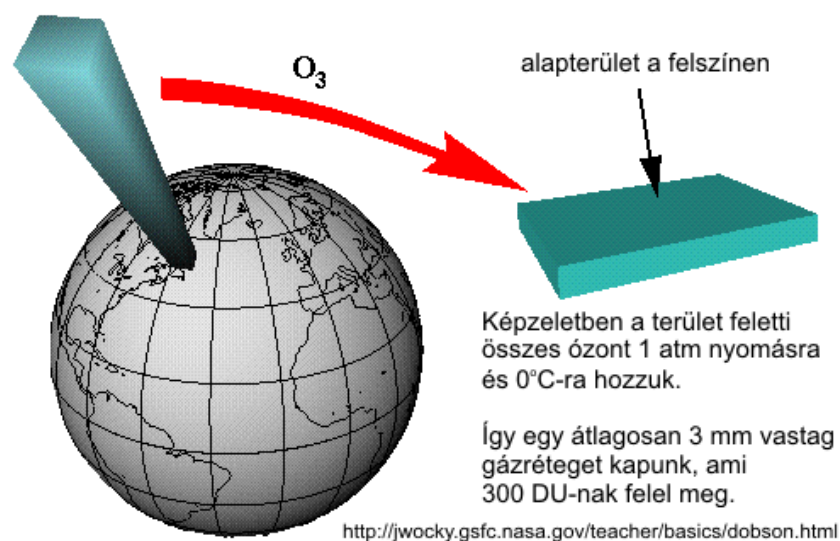 O₃
alapterület a felszínen
Képzeletben a terület feletti
összes ózont 1 atm nyomásra
és 0°C-ra hozzuk.
Így egy átlagosan 3 mm vastag
gázréteget kapunk, ami
300 DU-nak felel meg.
http://jwocky.gsfc.nasa.gov/teacher/basics/dobson.html